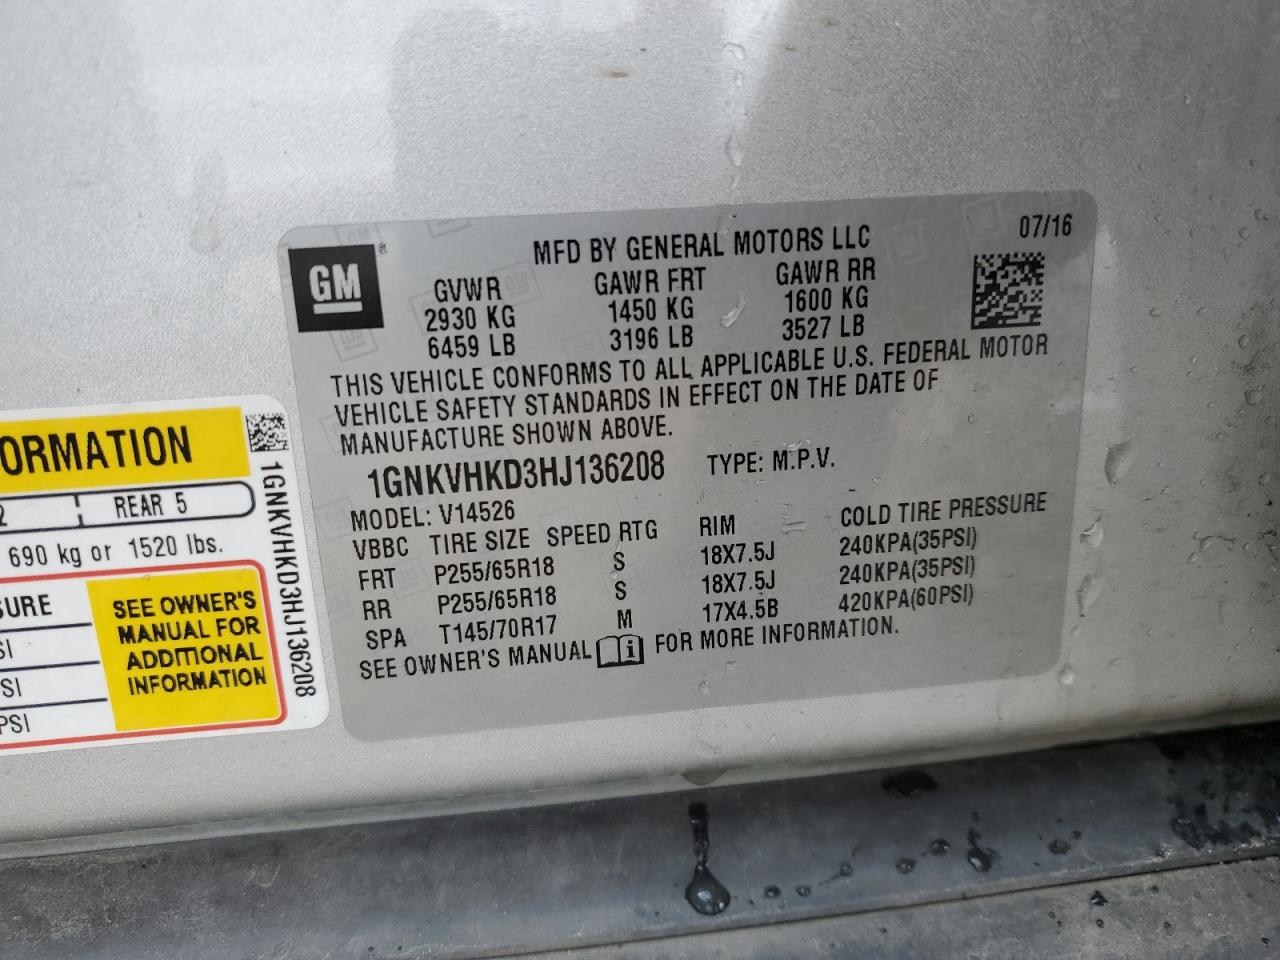 07/16
GM
®
MFD BY GENERAL MOTORS LLC
GVWR GAWR FRT GAWR RR
2930 KG 1450 KG 1600 KG
6459 LB 3196 LB 3527 LB
THIS VEHICLE CONFORMS TO ALL APPLICABLE U.S. FEDERAL MOTOR
VEHICLE SAFETY STANDARDS IN EFFECT ON THE DATE OF
MANUFACTURE SHOWN ABOVE.
1GNKVHKD3HJ136208 TYPE: M.P.V.
MODEL: V14526
VBBC TIRE SIZE SPEED RTG RIM COLD TIRE PRESSURE
FRT P255/65R18 S 18X7.5J 240KPA(35PSI)
RR P255/65R18 S 18X7.5J 240KPA(35PSI)
SPA T145/70R17 M 17X4.5B 420KPA(60PSI)
SEE OWNER'S MANUAL FOR MORE INFORMATION.
ORMATION
2 REAR 5
690 kg or 1520 lbs.
SURE
SI
SI
PSI
SEE OWNER'S
MANUAL FOR
ADDITIONAL
INFORMATION
1GNKVHKD3HJ136208